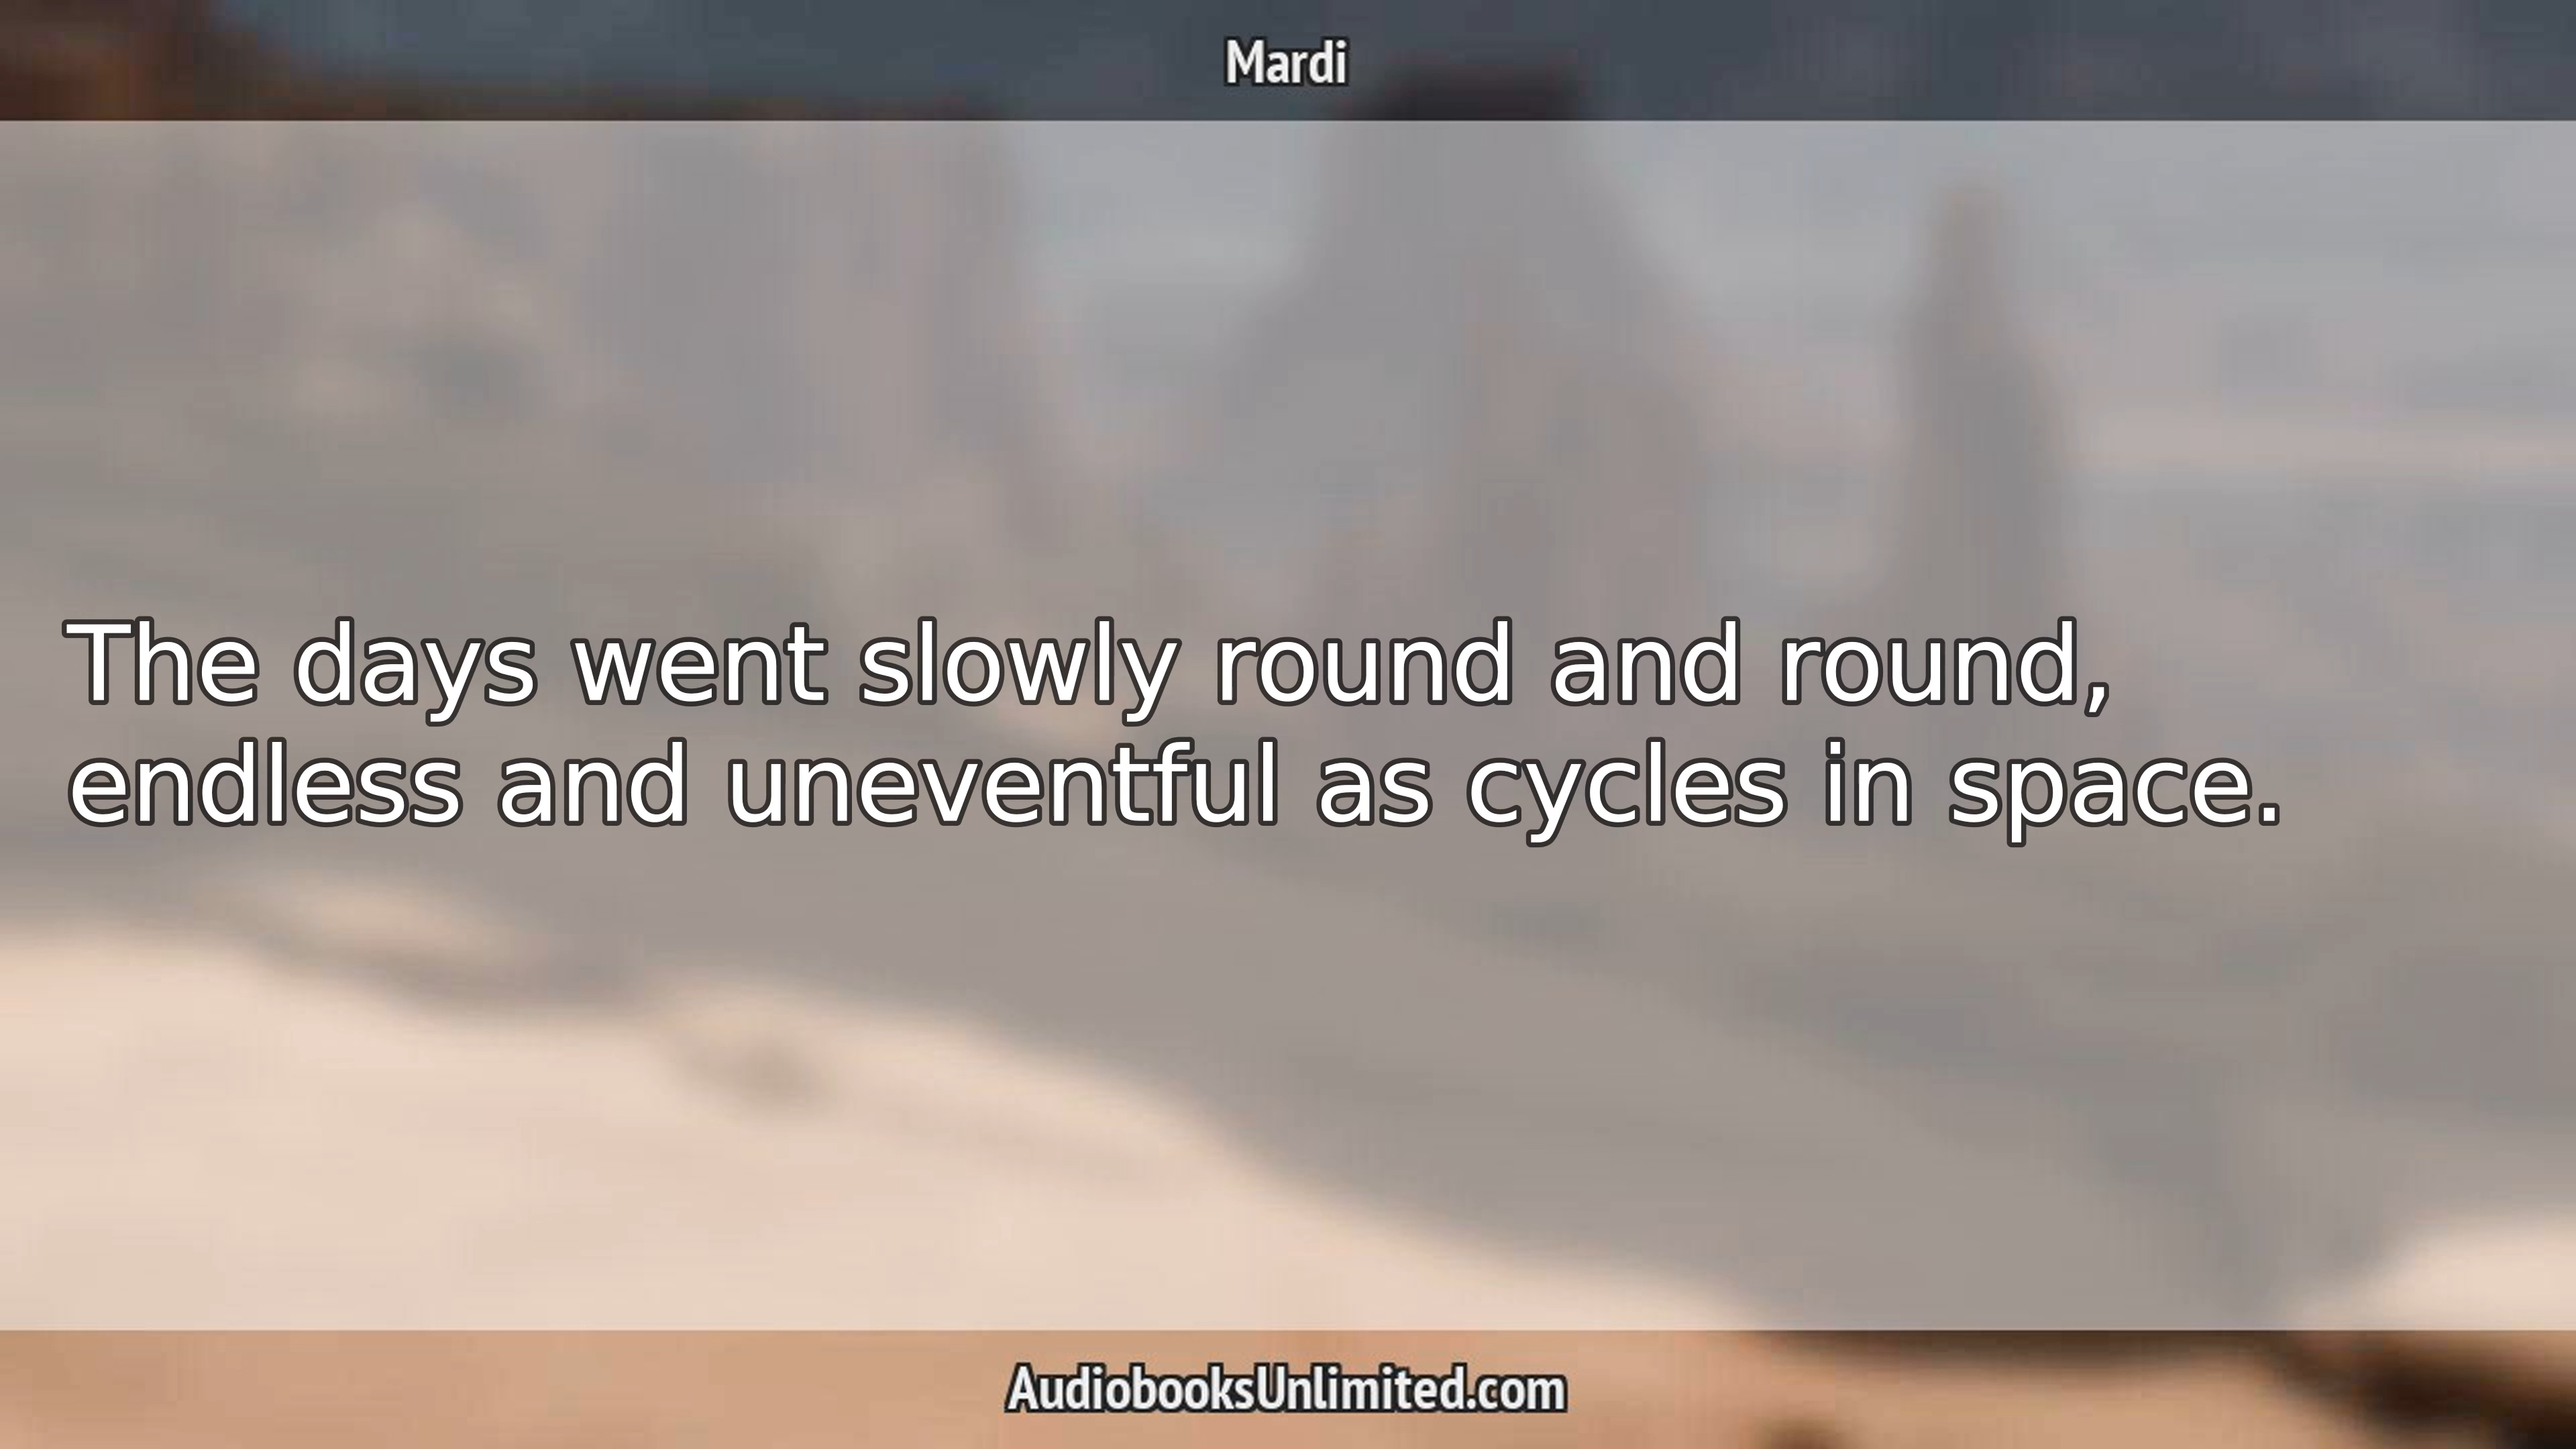 Mardi
The days went slowly round and round,
endless and uneventful as cycles in space.
AudiobooksUnlimited.com